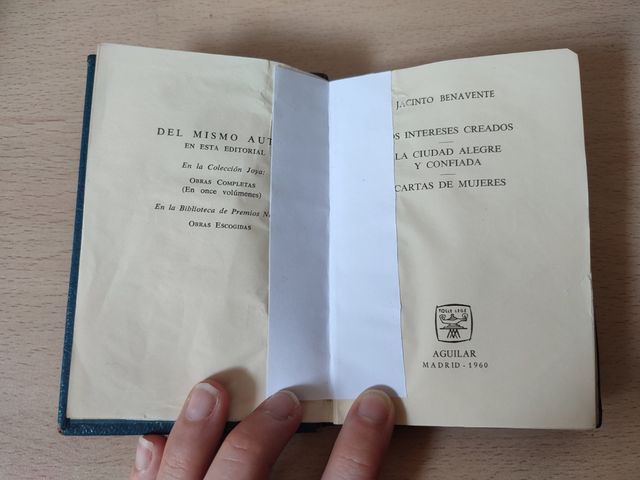 DEL MISMO AUT
EN ESTA EDITORIAL
En la Colección Joya:
OBRAS COMPLETAS
(En once volúmenes)
En la Biblioteca de Premios N
OBRAS ESCOGIDAS
JACINTO BENAVENTE
OS INTERESES CREADOS
LA CIUDAD ALEGRE
Y CONFIADA
CARTAS DE MUJERES
TOLLE LEGE
AGUILAR
MADRID - 1960